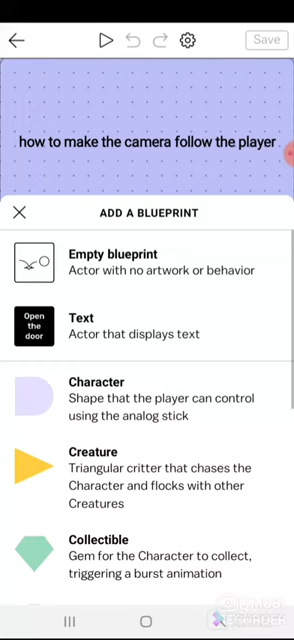 Save
how to make the camera follow the player
ADD A BLUEPRINT
Empty blueprint
Actor with no artwork or behavior
Open
the
door
Text
Actor that displays text
Character
Shape that the player can control
using the analog stick
Creature
Triangular critter that chases the
Character and flocks with other
Creatures
Collectible
Gem for the Character to collect,
triggering a burst animation
RECORDER